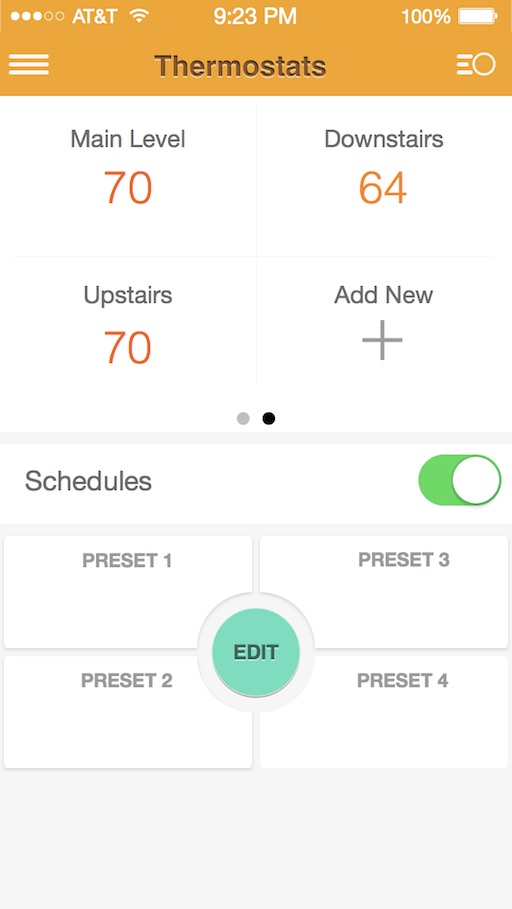 AT&T 9:23 PM 100%
Thermostats
Main Level Downstairs
70 64
Upstairs Add New
70
Schedules
PRESET 1 PRESET 3
EDIT
PRESET 2 PRESET 4